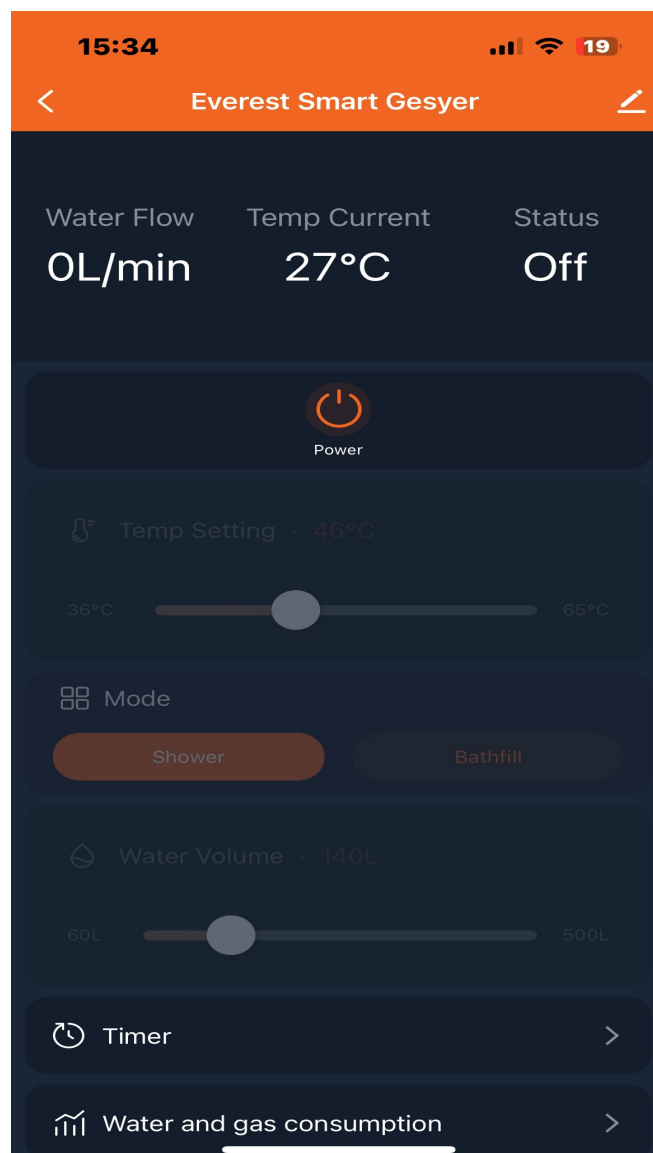 15:34 19
Everest Smart Gesyer
Water Flow Temp Current Status
0L/min 27°C Off
Power
Temp Setting · 46°C
36°C 65°C
Mode
Shower Bathfill
Water Volume · 140L
60L 500L
Timer
Water and gas consumption